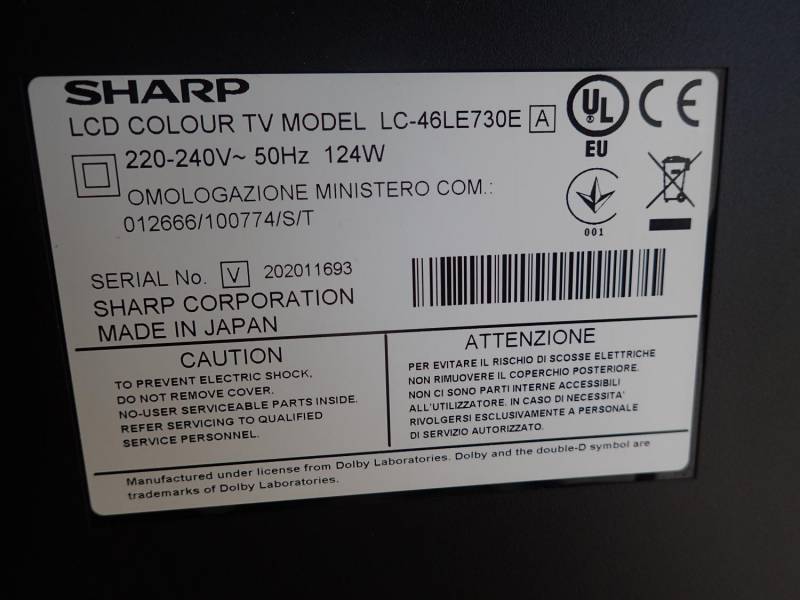 SHARP
LCD COLOUR TV MODEL LC-46LE730E A
220-240V~ 50Hz 124W
OMOLOGAZIONE MINISTERO COM.:
012666/100774/S/T
UL
EU
CE
001
SERIAL No. V 202011693
SHARP CORPORATION
MADE IN JAPAN
CAUTION
TO PREVENT ELECTRIC SHOCK,
DO NOT REMOVE COVER.
NO-USER SERVICEABLE PARTS INSIDE.
REFER SERVICING TO QUALIFIED
SERVICE PERSONNEL.
ATTENZIONE
PER EVITARE IL RISCHIO DI SCOSSE ELETTRICHE
NON RIMUOVERE IL COPERCHIO POSTERIORE.
NON CI SONO PARTI INTERNE ACCESSIBILI
ALL'UTILIZZATORE. IN CASO DI NECESSITA'
RIVOLGERSI ESCLUSIVAMENTE A PERSONALE
DI SERVIZIO AUTORIZZATO.
Manufactured under license from Dolby Laboratories. Dolby and the double-D symbol are
trademarks of Dolby Laboratories.